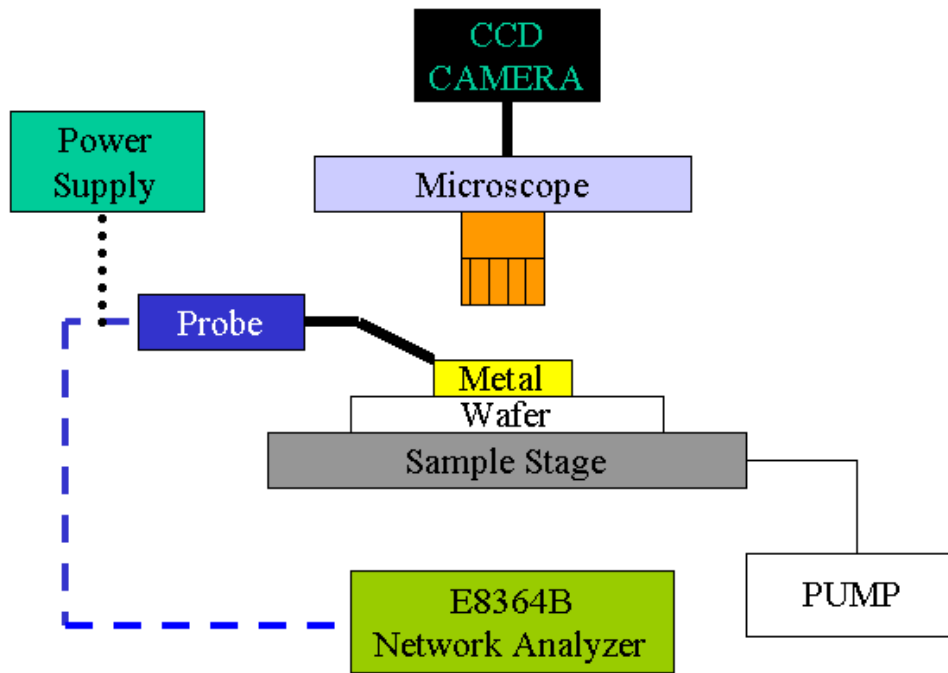 CCD
CAMERA
Power
Supply
Microscope
Probe
Metal
Wafer
Sample Stage
E8364B
Network Analyzer
PUMP